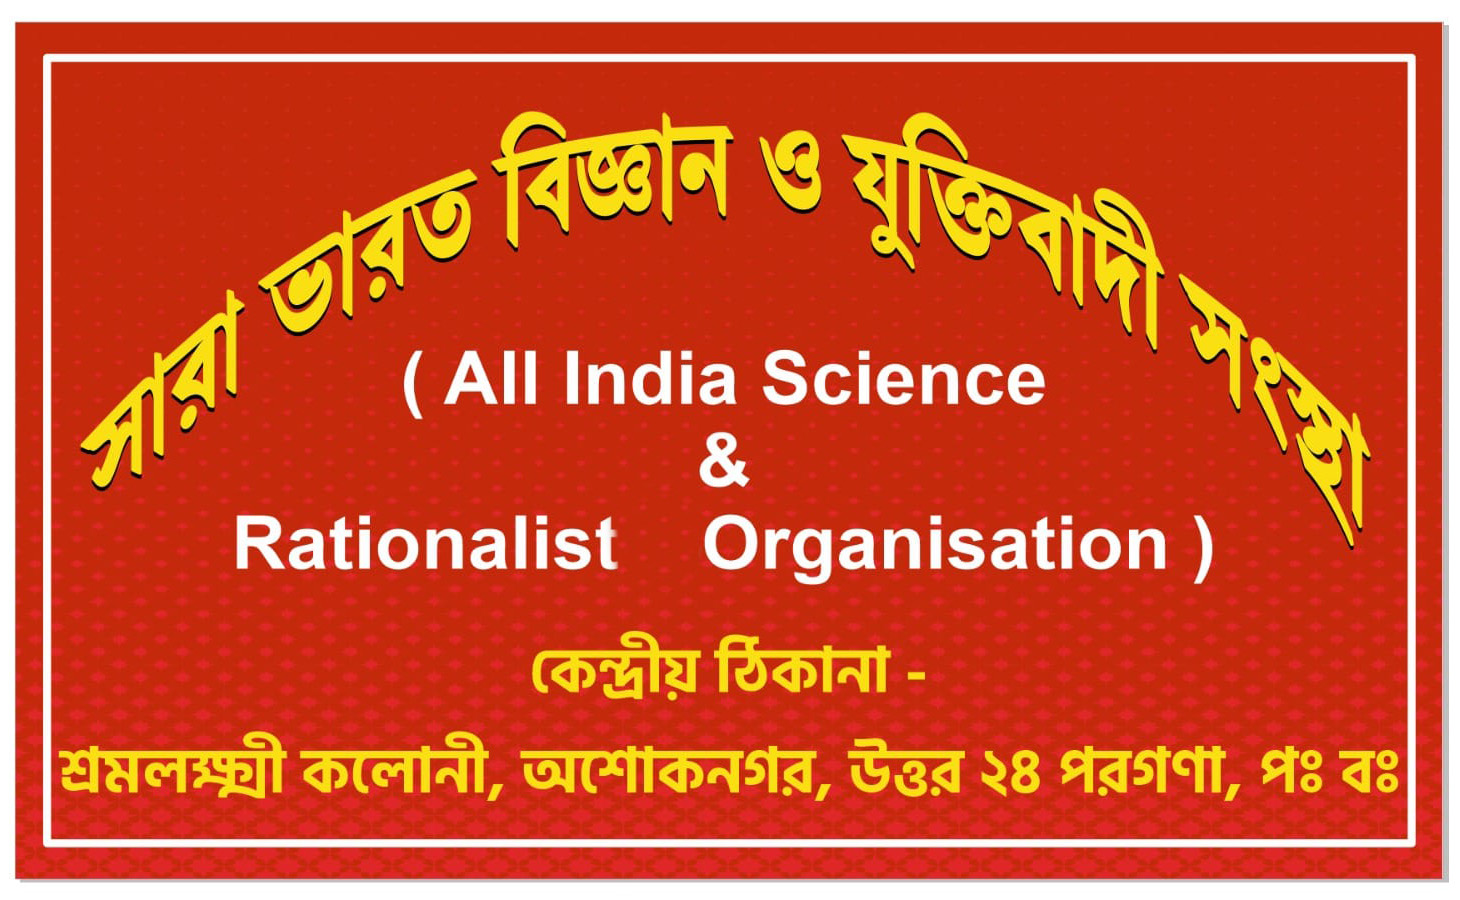 সারা ভারত বিজ্ঞান ও যুক্তিবাদী সংস্থা
( All India Science
&
Rationalist Organisation )
কেন্দ্রীয় ঠিকানা -
শ্রমলক্ষ্মী কলোনী, অশোকনগর, উত্তর ২৪ পরগণা, পঃ বঃ